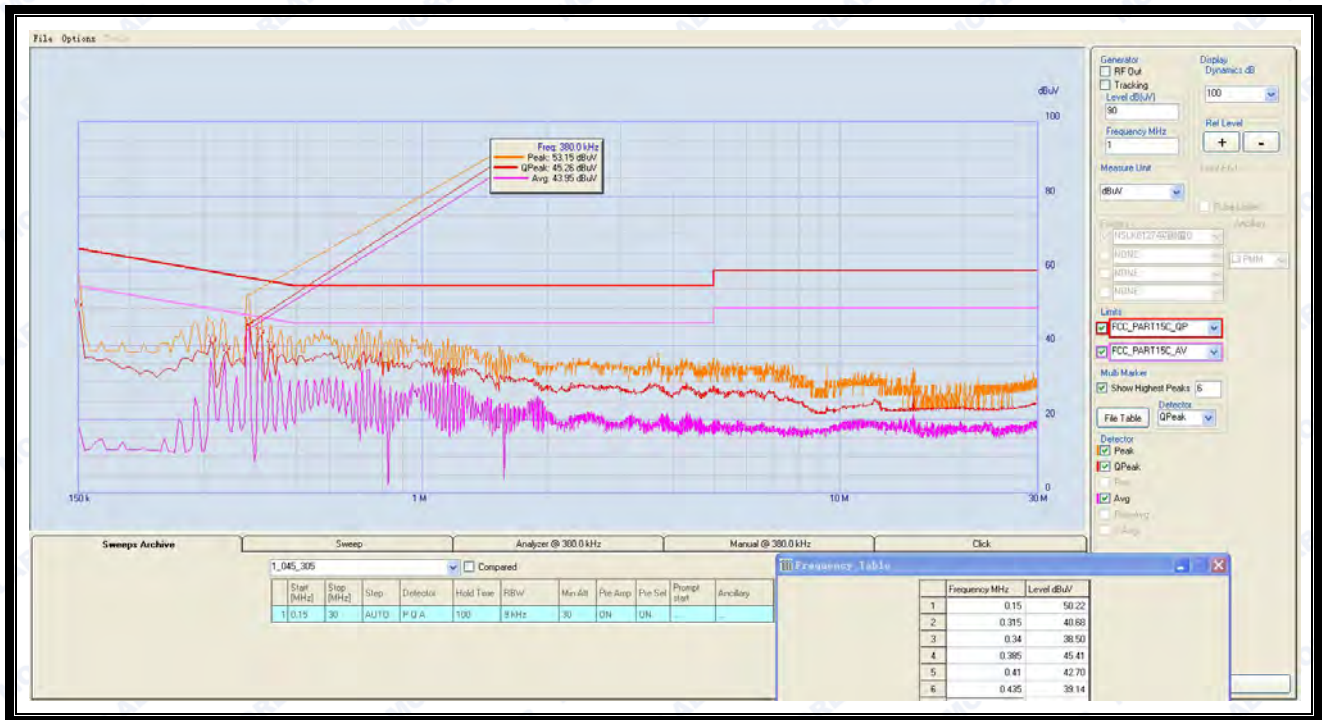 File Options
dBuV
100
80
60
40
20
0
150 k
1 M
10 M
30 M
Freq: 380.0 kHz
Peak: 53.15 dBuV
QPeak: 45.26 dBuV
Avg: 43.95 dBuV
Generator
RF Out
Tracking
Level dB(uV)
90
Frequency MHz
1
Measure Unit
dBuV
Display
Dynamics dB
100
Ref Level
+ -
NONE
NONE
NONE
L3 PMM
Limits
FCC_PART15C_QP
FCC_PART15C_AV
Multi Marker
Show Highest Peaks 6
File Table
Detector
QPeak
Detector
Peak
QPeak
Avg
Sweeps Archive Sweep Analyzer @ 380.0 kHz Manual @ 380.0 kHz Click
1_045_305 Compared
Start [MHz] Stop [MHz] Step Detector Hold Time RBW Min Att Pre Amp Pre Sel Prompt start Ancillary
1 0.15 30 AUTO P Q A 100 9 kHz 30 ON ON ... ...
Frequency Table
Frequency MHz Level dBuV
1 0.15 50.22
2 0.315 40.68
3 0.34 38.50
4 0.385 45.41
5 0.41 42.70
6 0.435 39.14